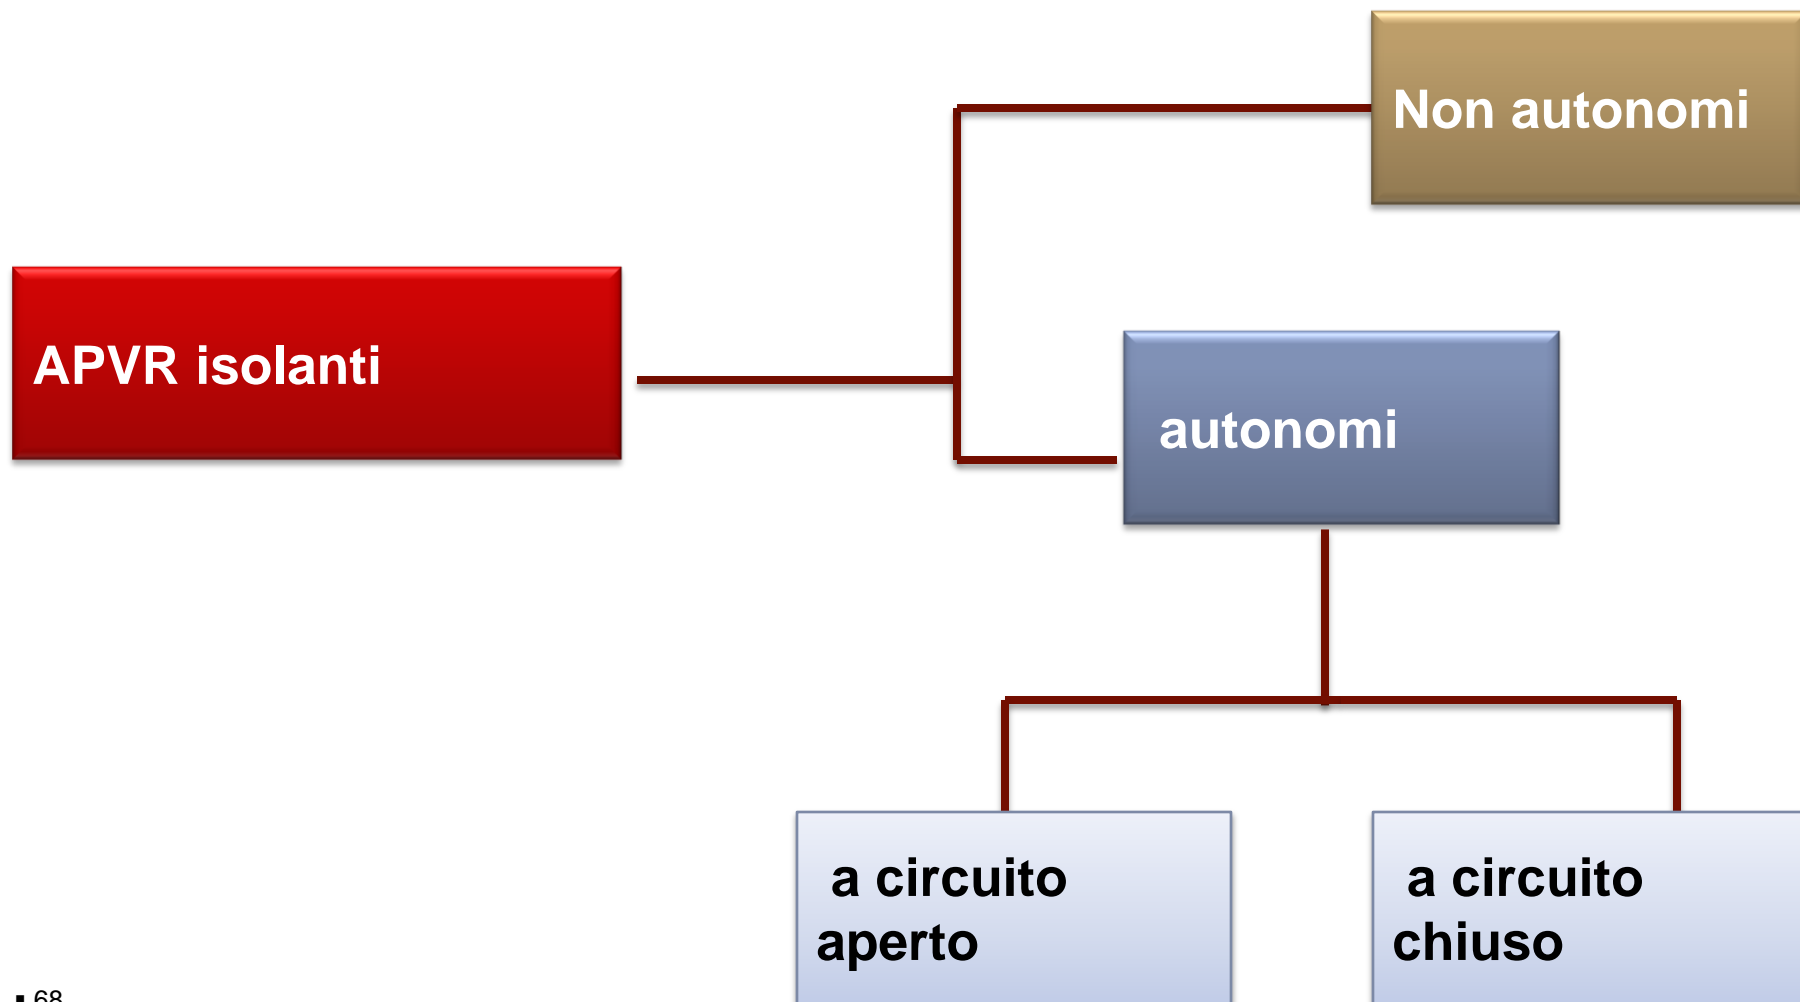 Non autonomi
APVR isolanti
autonomi
a circuito
aperto
a circuito
chiuso
▪ 68